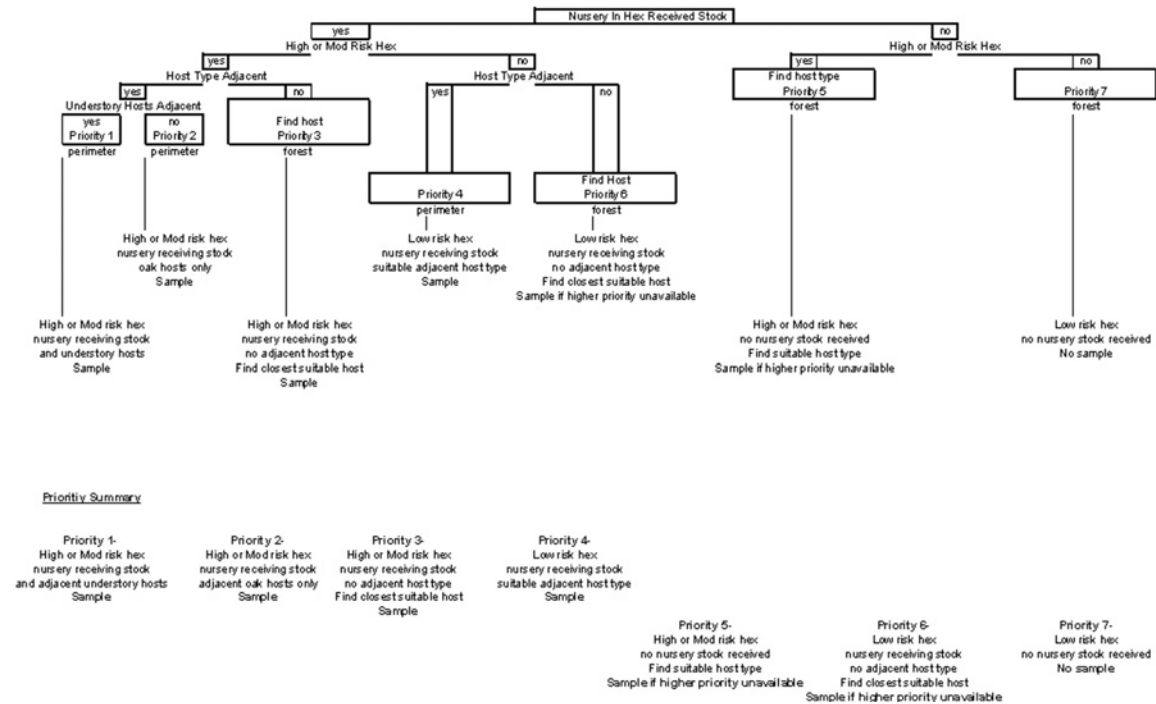 Nursery In Hex Received Stock
yes
no
High or Mod Risk Hex
High or Mod Risk Hex
yes
no
yes
no
Host Type Adjacent
Host Type Adjacent
Find host type
Priority 5
forest
Priority 7
forest
yes
no
yes
no
Understory Hosts Adjacent
yes
Priority 1
perimeter
no
Priority 2
perimeter
Find host
Priority 3
forest
Priority 4
perimeter
Find Host
Priority 6
forest
High or Mod risk hex
nursery receiving stock
oak hosts only
Sample
Low risk hex
nursery receiving stock
suitable adjacent host type
Sample
Low risk hex
nursery receiving stock
no adjacent host type
Find closest suitable host
Sample if higher priority unavailable
High or Mod risk hex
nursery receiving stock
and understory hosts
Sample
High or Mod risk hex
nursery receiving stock
no adjacent host type
Find closest suitable host
Sample
High or Mod risk hex
no nursery stock received
Find suitable host type
Sample if higher priority unavailable
Low risk hex
no nursery stock received
No sample
Prioritiy Summary
Priority 1-
High or Mod risk hex
nursery receiving stock
and adjacent understory hosts
Sample
Priority 2-
High or Mod risk hex
nursery receiving stock
adjacent oak hosts only
Sample
Priority 3-
High or Mod risk hex
nursery receiving stock
no adjacent host type
Find closest suitable host
Sample
Priority 4-
Low risk hex
nursery receiving stock
suitable adjacent host type
Sample
Priority 5-
High or Mod risk hex
no nursery stock received
Find suitable host type
Sample if higher priority unavailable
Priority 6-
Low risk hex
nursery receiving stock
no adjacent host type
Find closest suitable host
Sample if higher priority unavailable
Priority 7-
Low risk hex
no nursery stock received
No sample